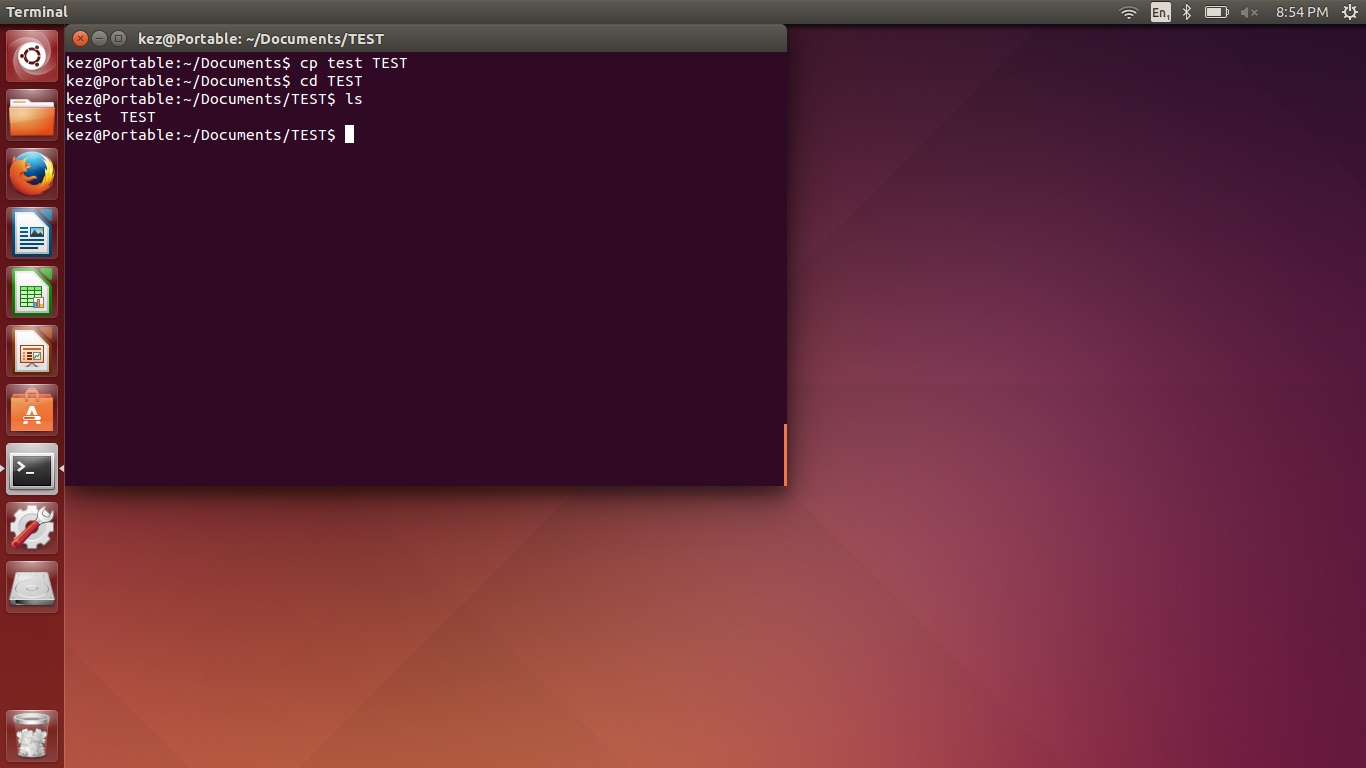 Terminal
En1
8:54 PM
kez@Portable: ~/Documents/TEST
kez@Portable:~/Documents$ cp test TEST
kez@Portable:~/Documents$ cd TEST
kez@Portable:~/Documents/TEST$ ls
test  TEST
kez@Portable:~/Documents/TEST$